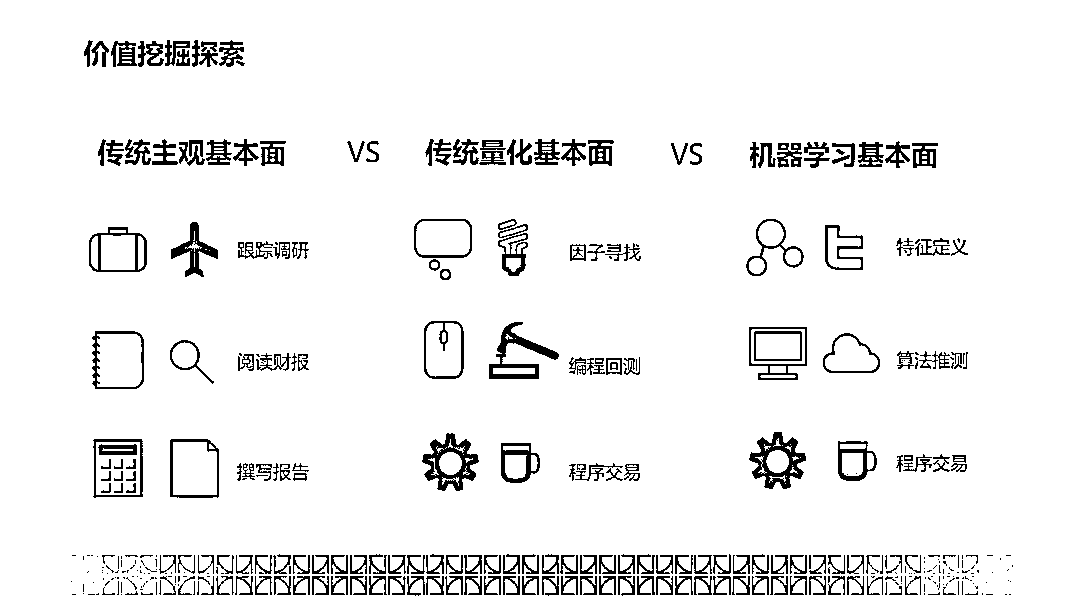 价值挖掘探索
传统主观基本面 VS 传统量化基本面 VS 机器学习基本面
跟踪调研 因子寻找 特征定义
阅读财报 编程回测 算法推测
撰写报告 程序交易 程序交易